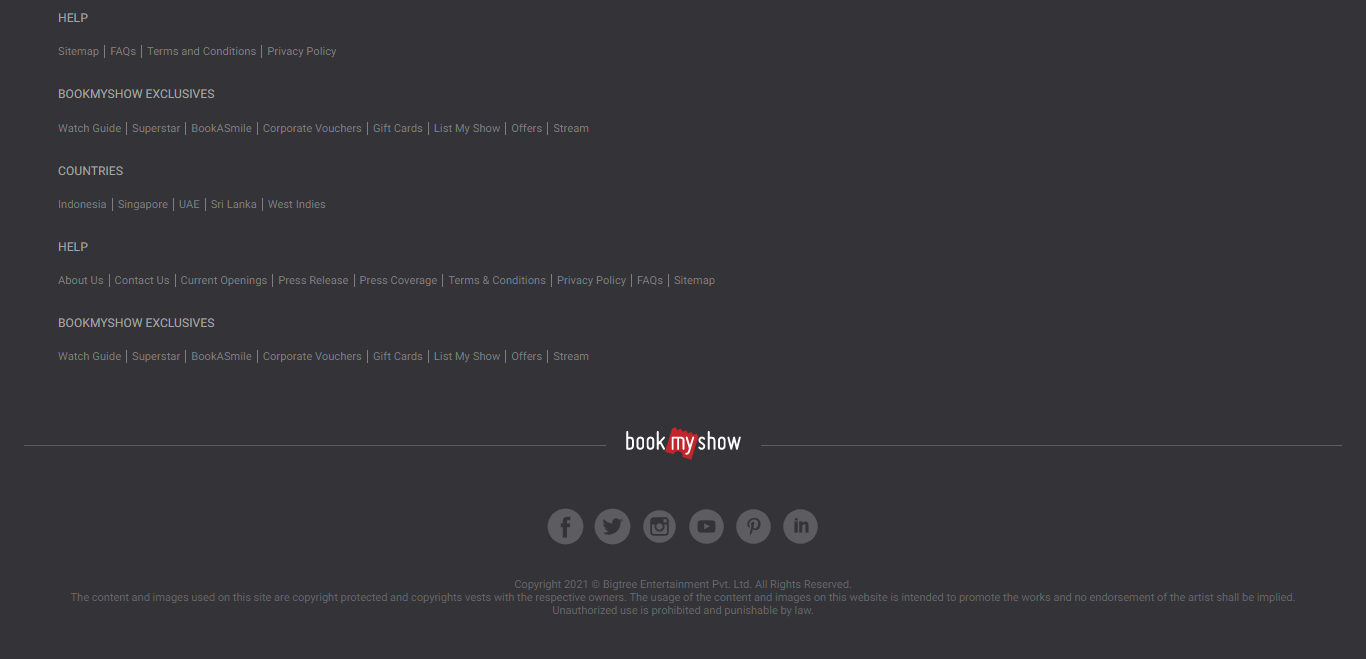 HELP
Sitemap | FAQs | Terms and Conditions | Privacy Policy
BOOKMYSHOW EXCLUSIVES
Watch Guide | Superstar | BookASmile | Corporate Vouchers | Gift Cards | List My Show | Offers | Stream
COUNTRIES
Indonesia | Singapore | UAE | Sri Lanka | West Indies
HELP
About Us | Contact Us | Current Openings | Press Release | Press Coverage | Terms & Conditions | Privacy Policy | FAQs | Sitemap
BOOKMYSHOW EXCLUSIVES
Watch Guide | Superstar | BookASmile | Corporate Vouchers | Gift Cards | List My Show | Offers | Stream
book my show
Copyright 2021 © Bigtree Entertainment Pvt. Ltd. All Rights Reserved.
The content and images used on this site are copyright protected and copyrights vests with the respective owners. The usage of the content and images on this website is intended to promote the works and no endorsement of the artist shall be implied.
Unauthorized use is prohibited and punishable by law.